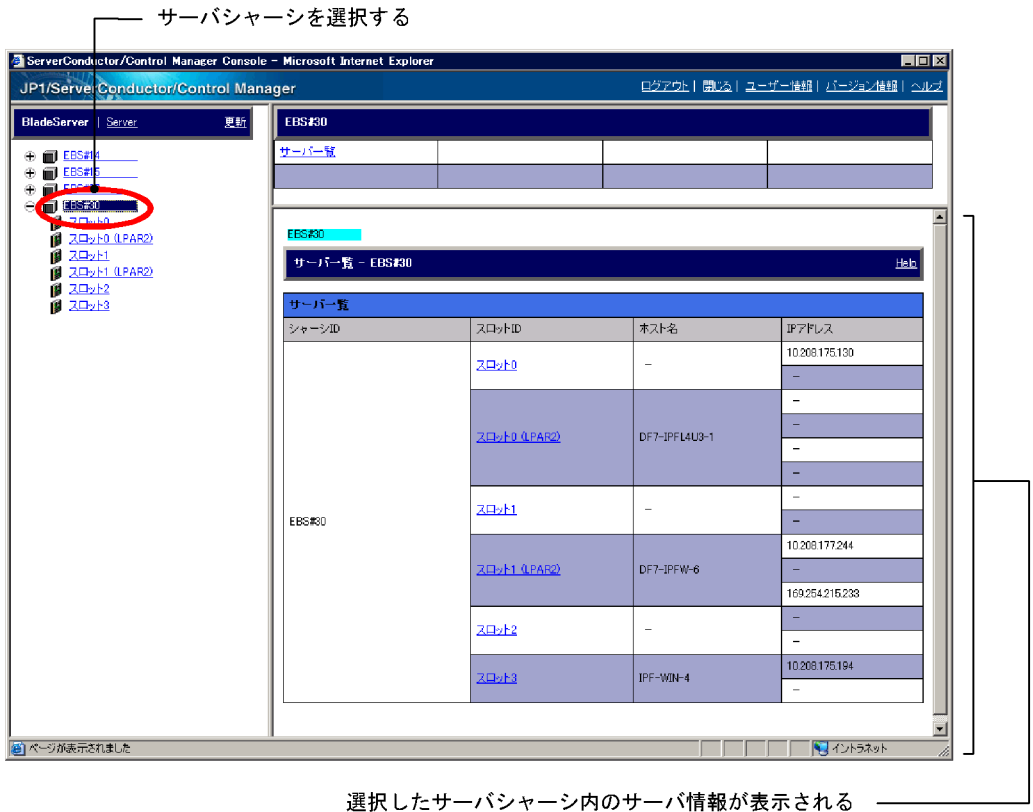 サーバシャーシを選択する
ServerConductor/Control Manager Console - Microsoft Internet Explorer
JP1/ServerConductor/Control Manager
ログアウト | 閉じる | ユーザー情報 | バージョン情報 | ヘルプ
BladeServer | Server 更新
EBS#14
EBS#15
EBS#30
スロット0
スロット0 (LPAR2)
スロット1
スロット1 (LPAR2)
スロット2
スロット3
EBS#30
サーバー覧
EBS#30
サーバー覧 - EBS#30 Help
サーバー覧
シャーシID スロットID ホスト名 IPアドレス
EBS#30
スロット0 - 10.208.175.130
-
スロット0 (LPAR2) DF7-IPFL4U3-1 -
-
-
-
スロット1 - -
-
スロット1 (LPAR2) DF7-IPFW-6 10.208.177.244
-
169.254.215.233
スロット2 - -
-
スロット3 IPF-WIN-4 10.208.175.194
-
ページが表示されました イントラネット
選択したサーバシャーシ内のサーバ情報が表示される